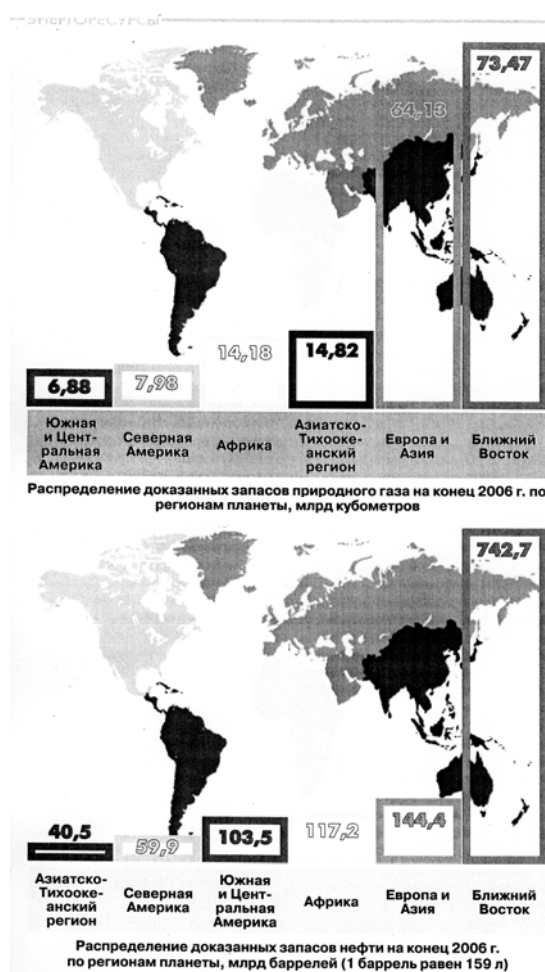 ЭНЕРГОРЕСУРСЫ
73,47
64,13
14,18
14,82
6,88
7,98
Южная
и Цент-
ральная
Америка
Северная
Америка
Африка
Азиатско-
Тихооке-
анский
регион
Европа и
Азия
Ближний
Восток
Распределение доказанных запасов природного газа на конец 2006 г. по
регионам планеты, млрд кубометров
742,7
40,5
59,9
103,5
117,2
144,4
Азиатско-
Тихооке-
анский
регион
Северная
Америка
Южная
и Цент-
ральная
Америка
Африка
Европа и
Азия
Ближний
Восток
Распределение доказанных запасов нефти на конец 2006 г.
по регионам планеты, млрд баррелей (1 баррель равен 159 л)